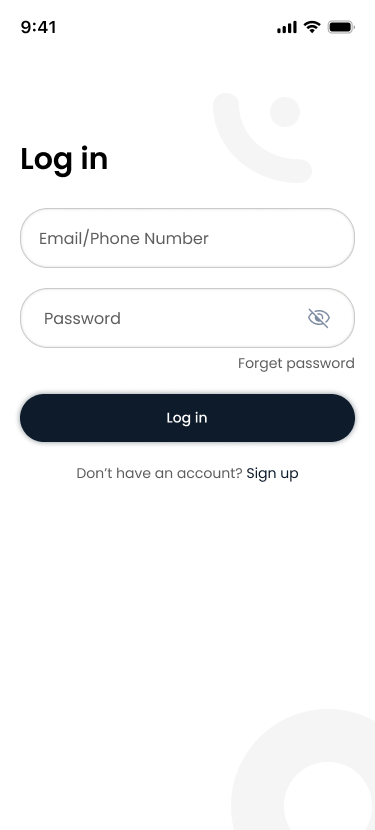 9:41
Log in
Email/Phone Number
Password
Forget password
Log in
Don’t have an account? Sign up